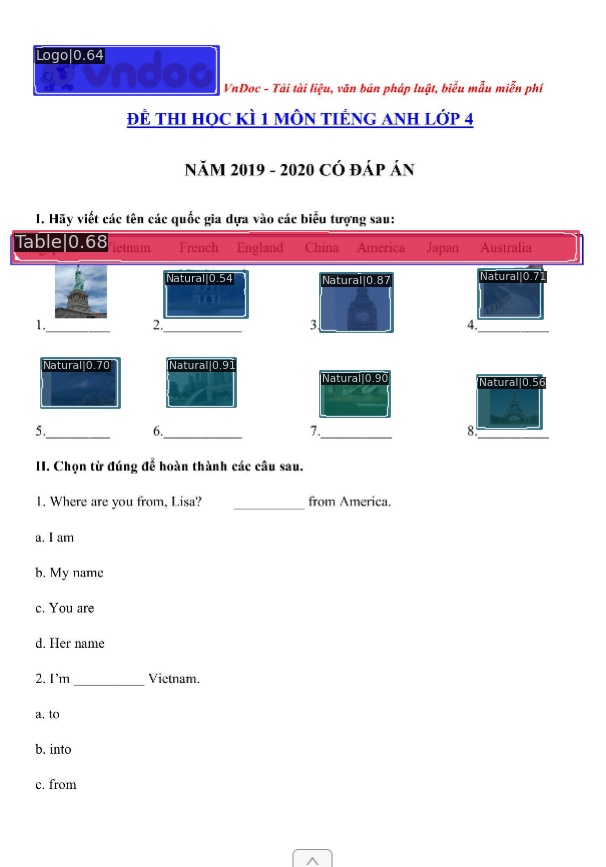 Logo|0.64
vndoc
VnDoc - Tải tài liệu, văn bản pháp luật, biểu mẫu miễn phí
ĐỀ THI HỌC KÌ 1 MÔN TIẾNG ANH LỚP 4
NĂM 2019 - 2020 CÓ ĐÁP ÁN
I. Hãy viết các tên các quốc gia dựa vào các biểu tượng sau:
Table|0.68 French England China America Japan Australia
Natural|0.54 Natural|0.87 Natural|0.71
1.__________ 2.____________ 3.___________ 4.___________
Natural|0.70 Natural|0.91 Natural|0.90 Natural|0.56
5.__________ 6.____________ 7.___________ 8.___________
II. Chọn từ đúng để hoàn thành các câu sau.
1. Where are you from, Lisa? __________ from America.
a. I am
b. My name
c. You are
d. Her name
2. I’m __________ Vietnam.
a. to
b. into
c. from